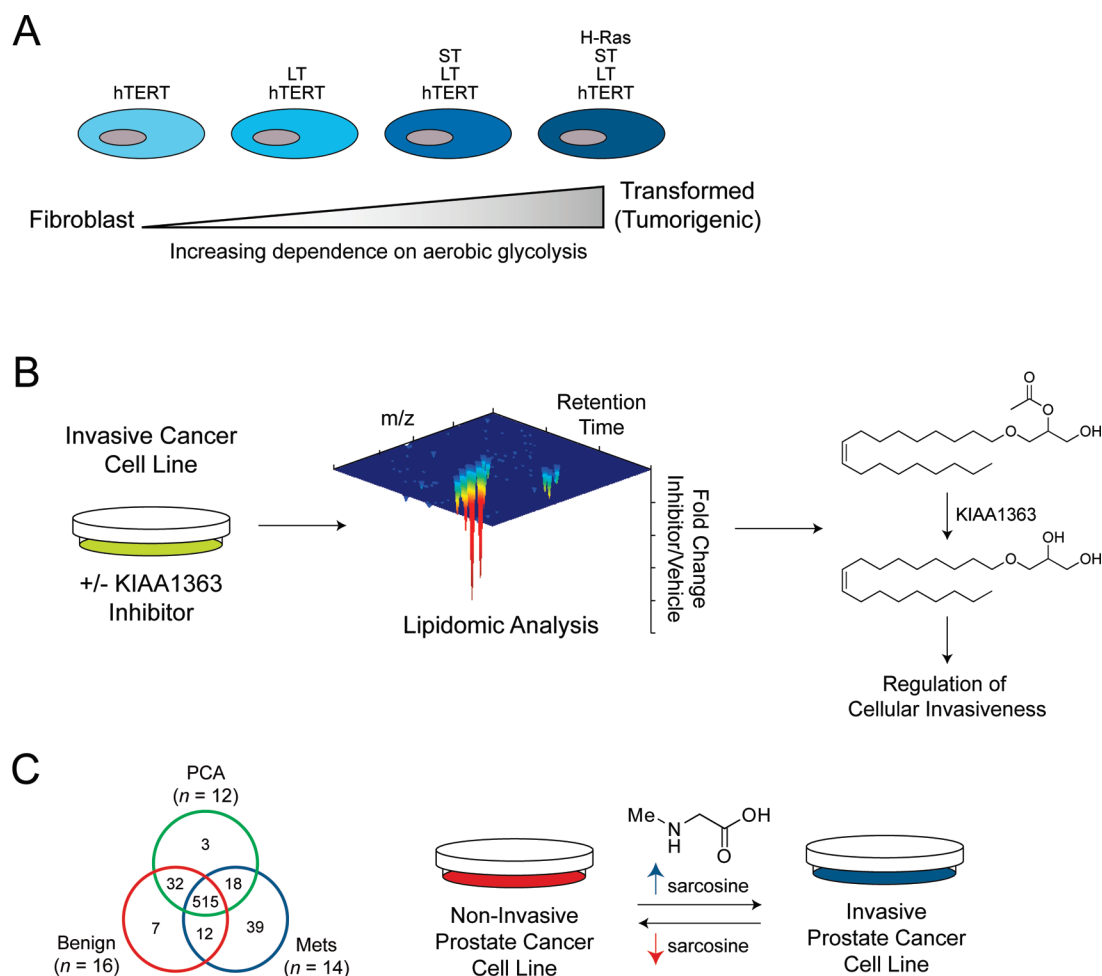 A
hTERT
LT
hTERT
ST
LT
hTERT
H-Ras
ST
LT
hTERT
Fibroblast
Transformed
(Tumorigenic)
Increasing dependence on aerobic glycolysis
B
Invasive Cancer
Cell Line
+/- KIAA1363
Inhibitor
m/z
Retention
Time
Fold Change
Inhibitor/Vehicle
Lipidomic Analysis
O
O
O
OH
KIAA1363
OH
O
OH
Regulation of
Cellular Invasiveness
C
PCA
(n = 12)
3
32
18
515
7
12
39
Benign
(n = 16)
Mets
(n = 14)
Non-Invasive
Prostate Cancer
Cell Line
Me
N
H
OH
O
sarcosine
sarcosine
Invasive
Prostate Cancer
Cell Line